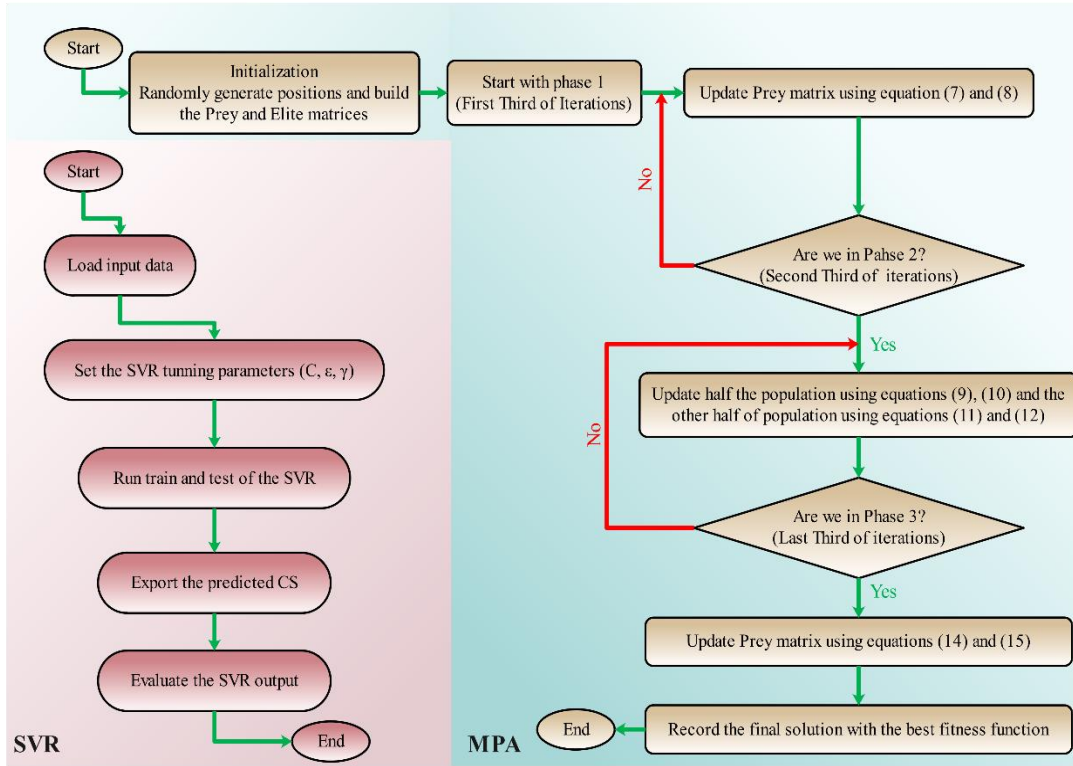 Start
Initialization
Randomly generate positions and build
the Prey and Elite matrices
Start with phase 1
(First Third of Iterations)
Update Prey matrix using equation (7) and (8)
No
Are we in Pahse 2?
(Second Third of iterations)
Yes
Update half the population using equations (9), (10) and the
other half of population using equations (11) and (12)
No
Are we in Phase 3?
(Last Third of iterations)
Yes
Update Prey matrix using equations (14) and (15)
Record the final solution with the best fitness function
End
MPA
Start
Load input data
Set the SVR tunning parameters (C, ε, γ)
Run train and test of the SVR
Export the predicted CS
Evaluate the SVR output
End
SVR